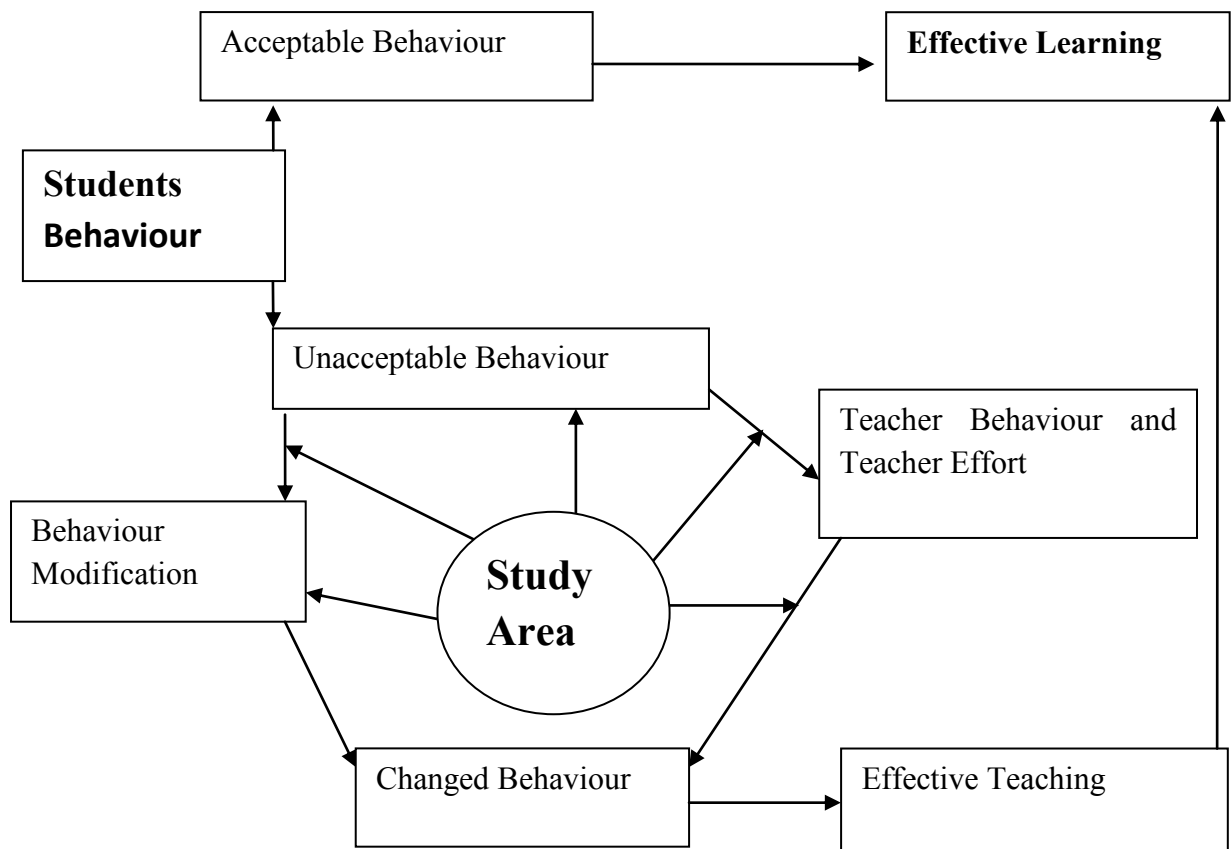 Acceptable Behaviour
Effective Learning
Students
Behaviour
Unacceptable Behaviour
Teacher Behaviour and
Teacher Effort
Behaviour
Modification
Study
Area
Changed Behaviour
Effective Teaching